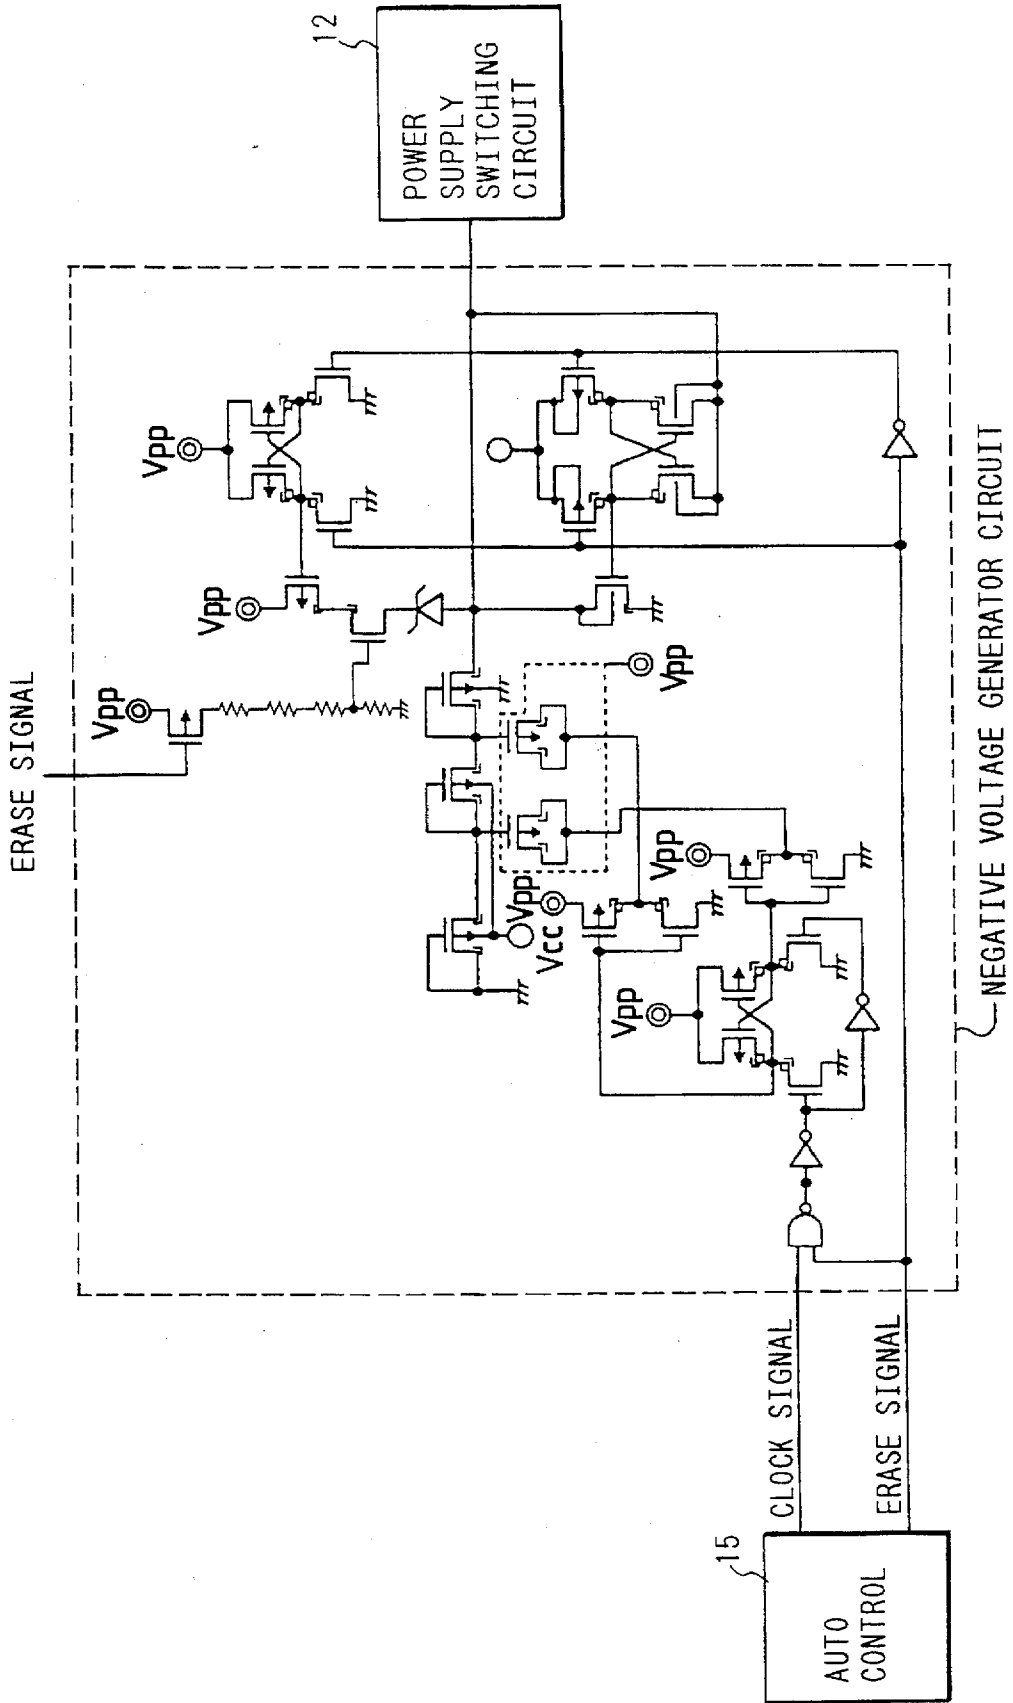 ERASE SIGNAL
Vpp
Vpp
Vpp
12
POWER
SUPPLY
SWITCHING
CIRCUIT
Vpp
Vpp
Vcc
Vpp
Vpp
NEGATIVE VOLTAGE GENERATOR CIRCUIT
CLOCK SIGNAL
ERASE SIGNAL
15
AUTO
CONTROL